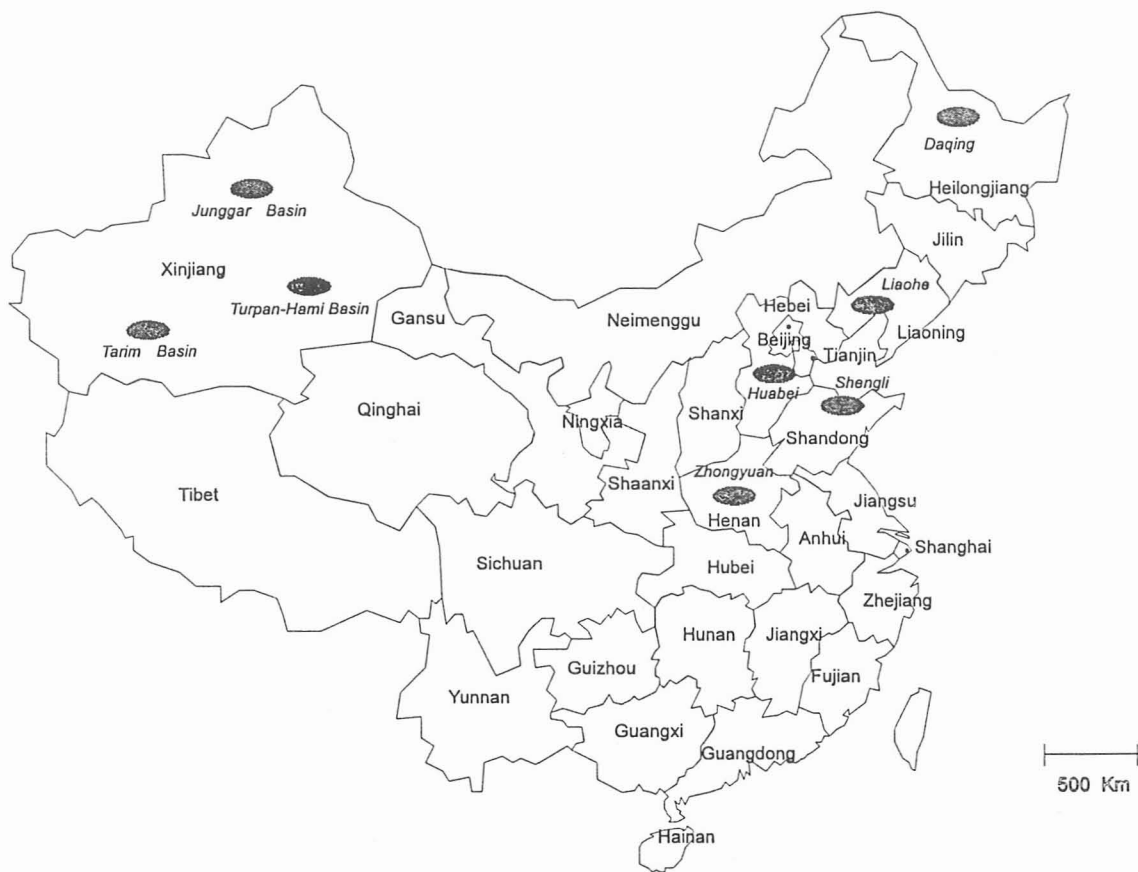 Daqing
Heilongjiang
Junggar Basin
Jilin
Xinjiang
Liaohe
Turpan-Hami Basin
Hebei
Gansu
Neimenggu
Liaoning
Beijing
Tarim Basin
Tianjin
Shengli
Huabei
Qinghai
Shanxi
Ningxia
Shandong
Zhongyuan
Shaanxi
Tibet
Jiangsu
Henan
Anhui
Shanghai
Sichuan
Hubei
Zhejiang
Hunan
Jiangxi
Guizhou
Fujian
Yunnan
Guangxi
Guangdong
500 Km
Hainan